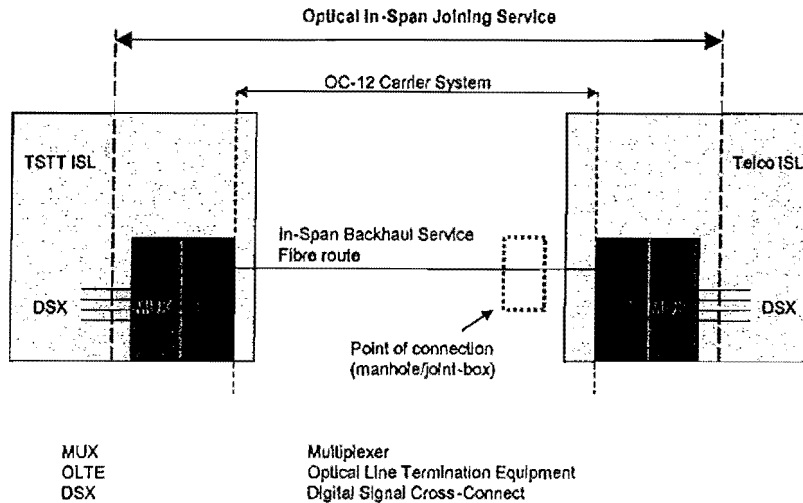 Optical In-Span Joining Service
OC-12 Carrier System
TSTT ISL
Telco ISL
In-Span Backhaul Service
Fibre route
DSX
MUX
MUX
DSX
Point of connection
(manhole/joint-box)
MUX Multiplexer
OLTE Optical Line Termination Equipment
DSX Digital Signal Cross-Connect